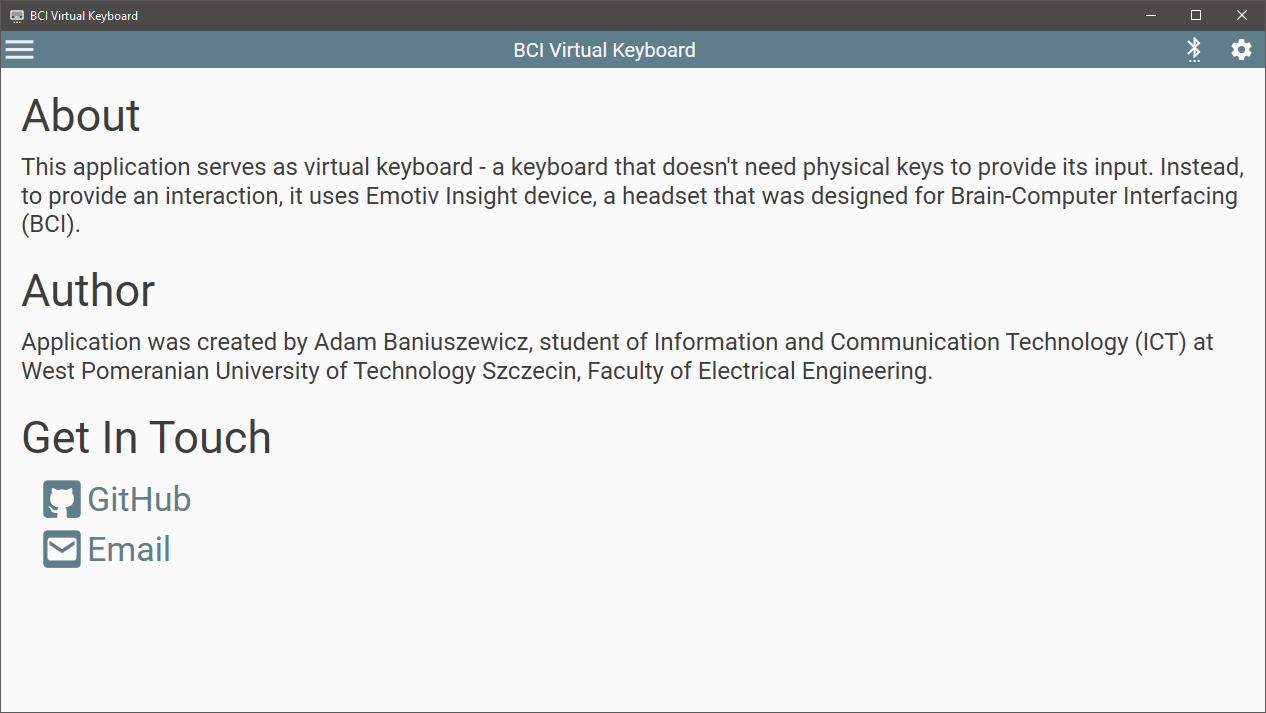 BCI Virtual Keyboard
BCI Virtual Keyboard
About
This application serves as virtual keyboard - a keyboard that doesn't need physical keys to provide its input. Instead,
to provide an interaction, it uses Emotiv Insight device, a headset that was designed for Brain-Computer Interfacing
(BCI).
Author
Application was created by Adam Baniuszewicz, student of Information and Communication Technology (ICT) at
West Pomeranian University of Technology Szczecin, Faculty of Electrical Engineering.
Get In Touch
GitHub
Email